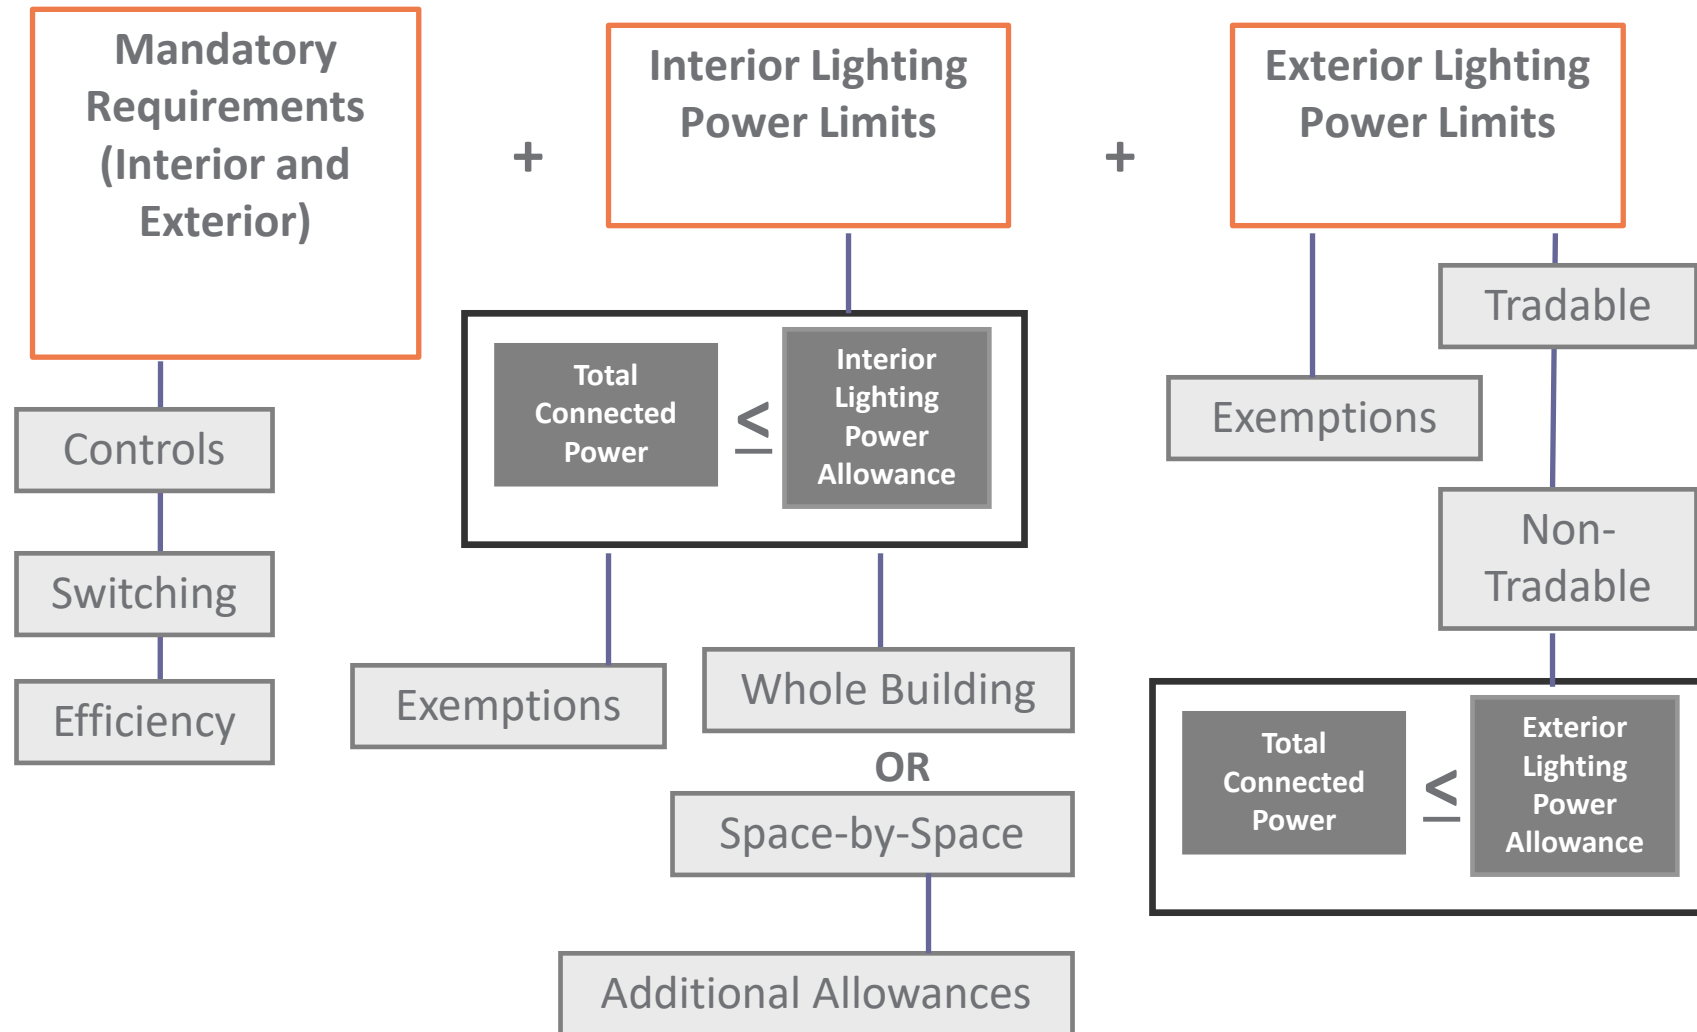 Mandatory
Requirements
(Interior and
Exterior)
+
Interior Lighting
Power Limits
+
Exterior Lighting
Power Limits
Controls
Switching
Efficiency
Total
Connected
Power
≤
Interior
Lighting
Power
Allowance
Exemptions
Whole Building
OR
Space-by-Space
Additional Allowances
Tradable
Exemptions
Non-
Tradable
Total
Connected
Power
≤
Exterior
Lighting
Power
Allowance